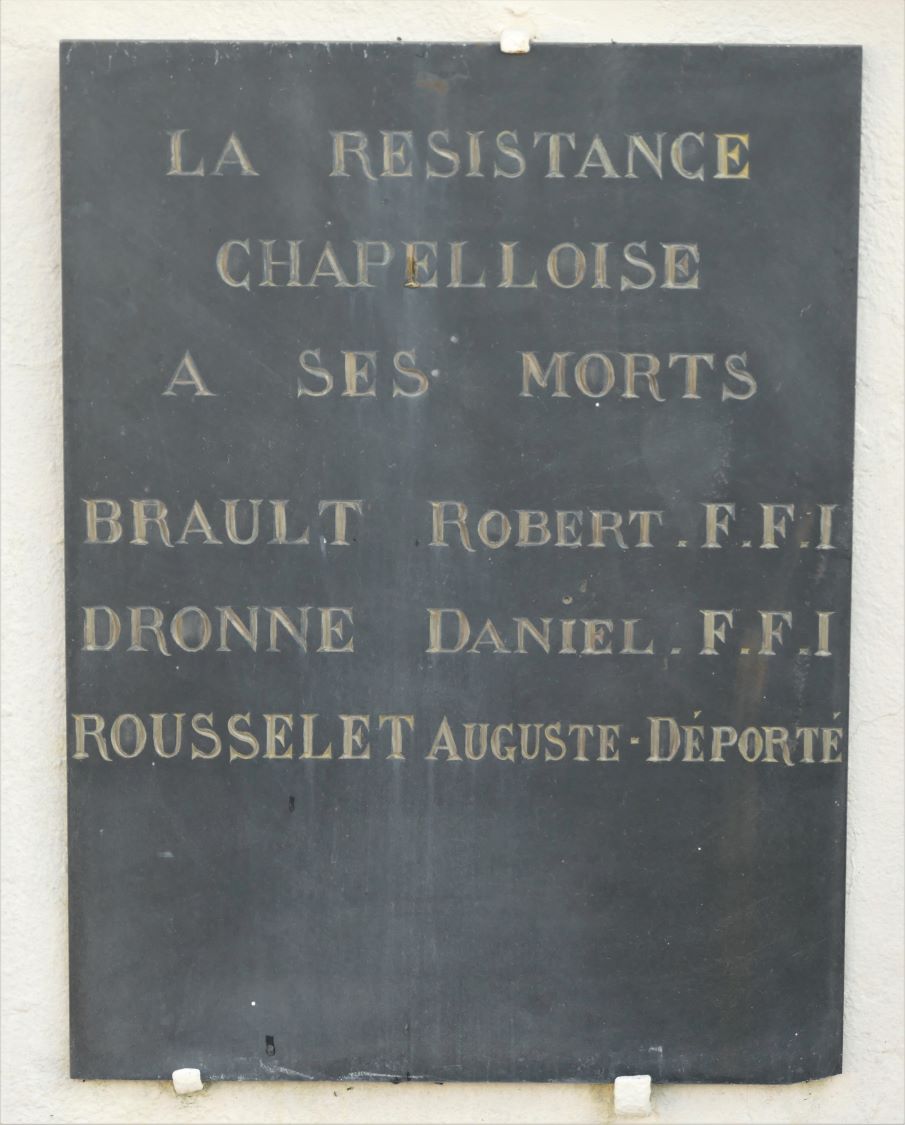 LA RESISTANCE
CHAPELLOISE
A SES MORTS
BRAULT ROBERT . F.F.I
DRONNE DANIEL . F.F.I
ROUSSELET AUGUSTE - DÉPORTÉ